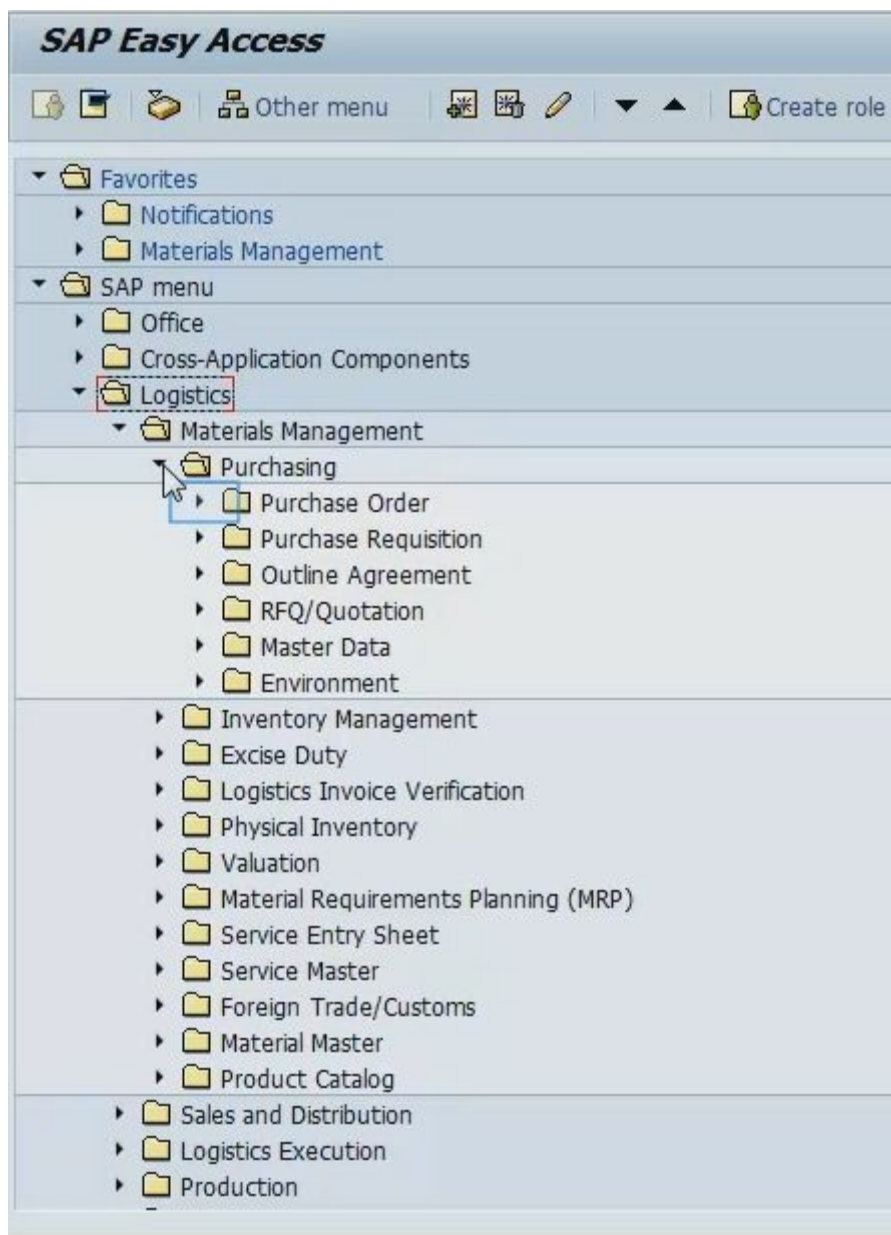 SAP Easy Access
Other menu Create role
Favorites
Notifications
Materials Management
SAP menu
Office
Cross-Application Components
Logistics
Materials Management
Purchasing
Purchase Order
Purchase Requisition
Outline Agreement
RFQ/Quotation
Master Data
Environment
Inventory Management
Excise Duty
Logistics Invoice Verification
Physical Inventory
Valuation
Material Requirements Planning (MRP)
Service Entry Sheet
Service Master
Foreign Trade/Customs
Material Master
Product Catalog
Sales and Distribution
Logistics Execution
Production